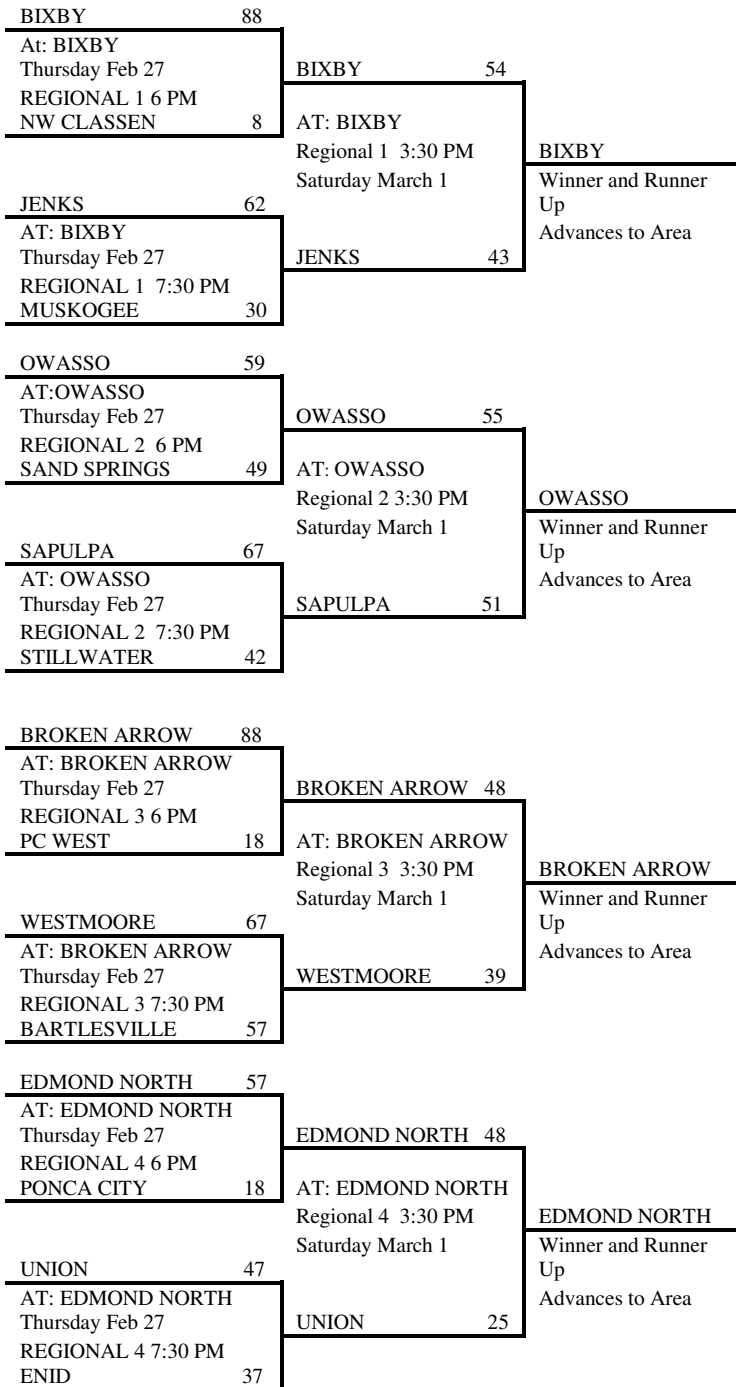 BIXBY 88
At: BIXBY
Thursday Feb 27
REGIONAL 1 6 PM
NW CLASSEN 8
BIXBY 54
AT: BIXBY
Regional 1 3:30 PM
Saturday March 1
BIXBY
Winner and Runner
Up
Advances to Area
JENKS 62
AT: BIXBY
Thursday Feb 27
REGIONAL 1 7:30 PM
MUSKOGEE 30
JENKS 43
OWASSO 59
AT:OWASSO
Thursday Feb 27
REGIONAL 2 6 PM
SAND SPRINGS 49
OWASSO 55
AT: OWASSO
Regional 2 3:30 PM
Saturday March 1
OWASSO
Winner and Runner
Up
Advances to Area
SAPULPA 67
AT: OWASSO
Thursday Feb 27
REGIONAL 2 7:30 PM
STILLWATER 42
SAPULPA 51
BROKEN ARROW 88
AT: BROKEN ARROW
Thursday Feb 27
REGIONAL 3 6 PM
PC WEST 18
BROKEN ARROW 48
AT: BROKEN ARROW
Regional 3 3:30 PM
Saturday March 1
BROKEN ARROW
Winner and Runner
Up
Advances to Area
WESTMOORE 67
AT: BROKEN ARROW
Thursday Feb 27
REGIONAL 3 7:30 PM
BARTLESVILLE 57
WESTMOORE 39
EDMOND NORTH 57
AT: EDMOND NORTH
Thursday Feb 27
REGIONAL 4 6 PM
PONCA CITY 18
EDMOND NORTH 48
AT: EDMOND NORTH
Regional 4 3:30 PM
Saturday March 1
EDMOND NORTH
Winner and Runner
Up
Advances to Area
UNION 47
AT: EDMOND NORTH
Thursday Feb 27
REGIONAL 4 7:30 PM
ENID 37
UNION 25